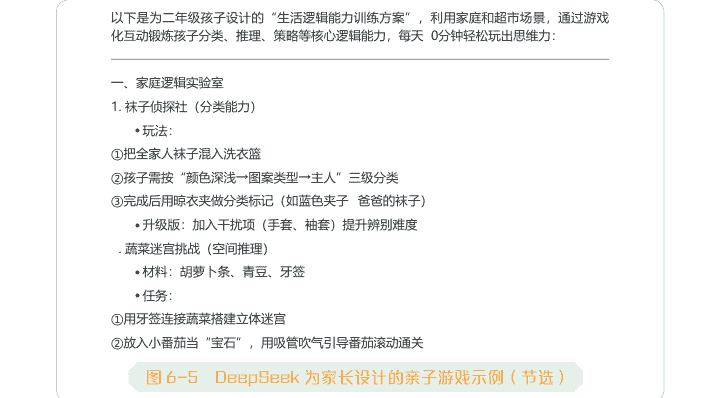 以下是为二年级孩子设计的“生活逻辑能力训练方案”，利用家庭和超市场景，通过游戏
化互动锻炼孩子分类、推理、策略等核心逻辑能力，每天 0分钟轻松玩出思维力：
一、家庭逻辑实验室
1. 袜子侦探社（分类能力）
•玩法：
①把全家人袜子混入洗衣篮
②孩子需按“颜色深浅→图案类型→主人”三级分类
③完成后用晾衣夹做分类标记（如蓝色夹子 爸爸的袜子）
•升级版：加入干扰项（手套、袖套）提升辨别难度
. 蔬菜迷宫挑战（空间推理）
•材料：胡萝卜条、青豆、牙签
•任务：
①用牙签连接蔬菜搭建立体迷宫
②放入小番茄当“宝石”，用吸管吹气引导番茄滚动通关
图 6-5 DeepSeek 为家长设计的亲子游戏示例（节选）